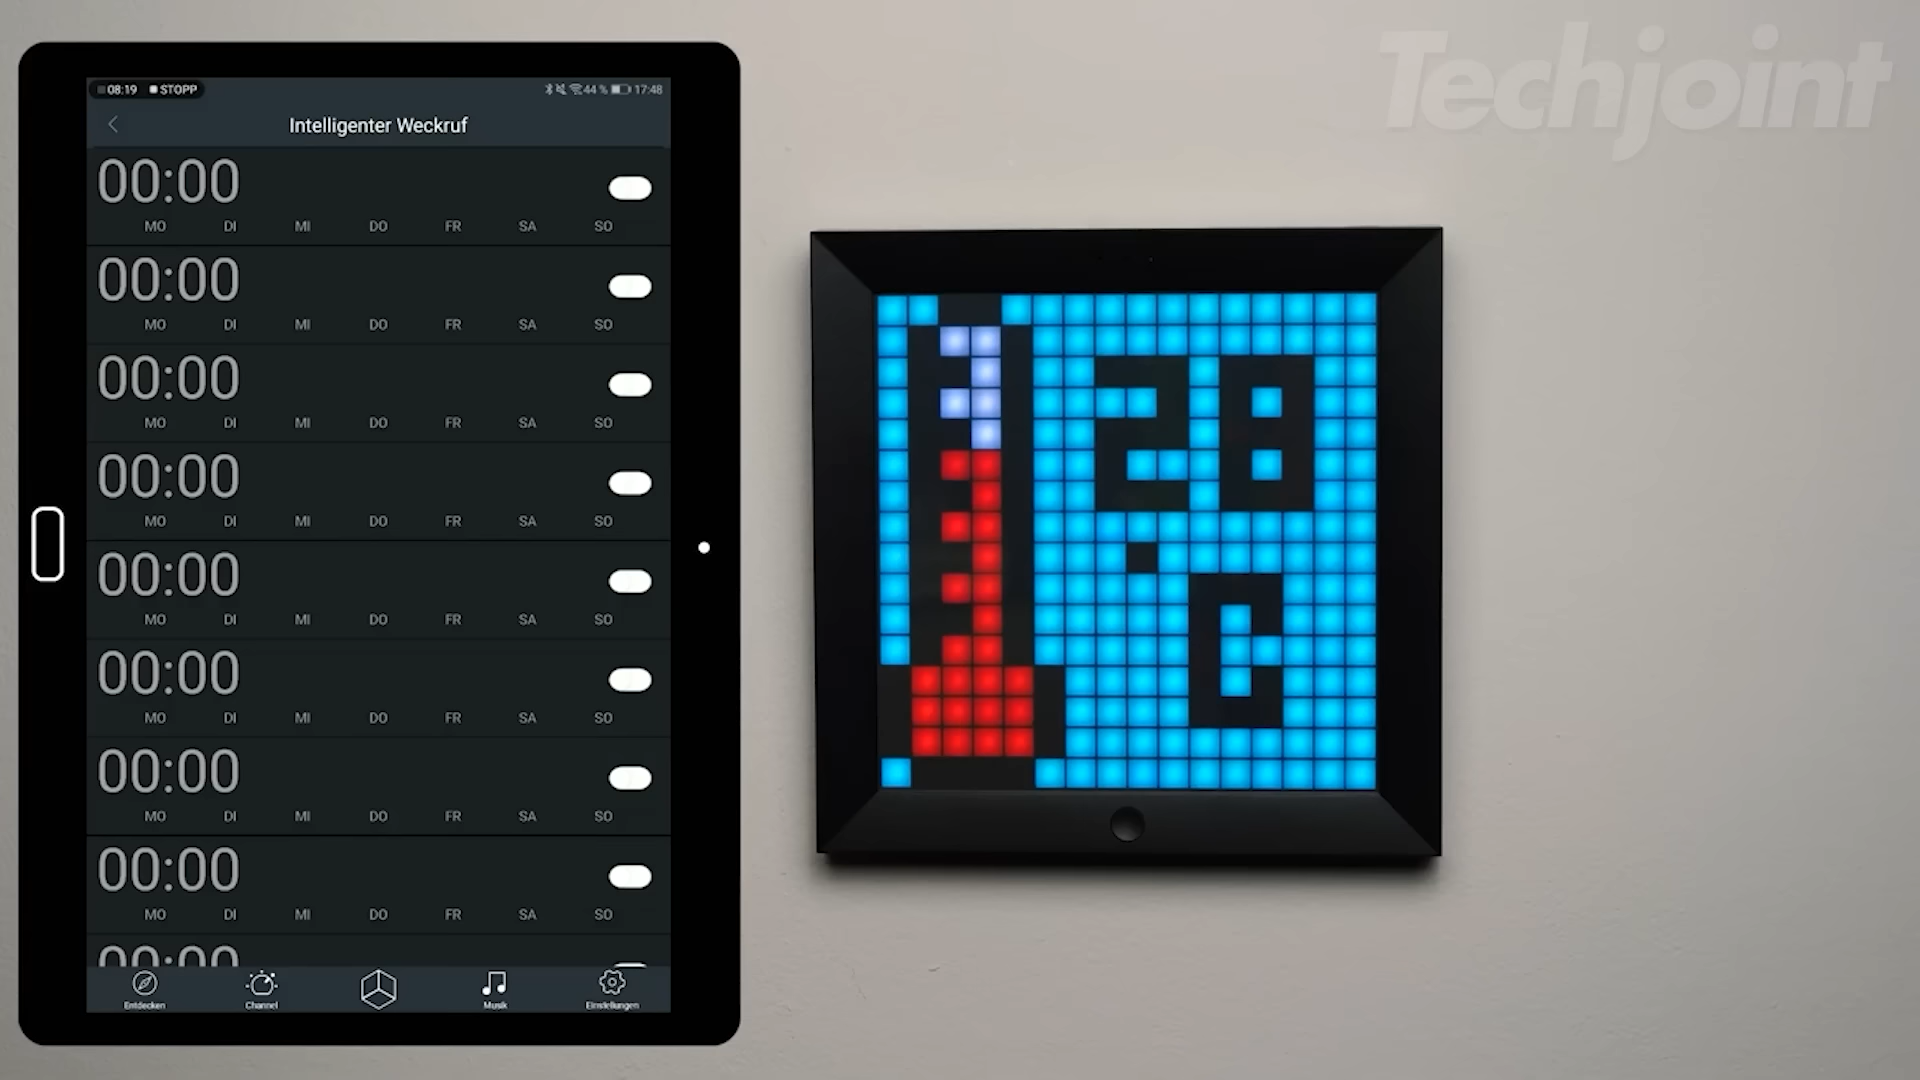 Techjoint
08:19 STOPP 44 % 17:48
Intelligenter Weckruf
00:00
MO DI MI DO FR SA SO
00:00
MO DI MI DO FR SA SO
00:00
MO DI MI DO FR SA SO
00:00
MO DI MI DO FR SA SO
00:00
MO DI MI DO FR SA SO
00:00
MO DI MI DO FR SA SO
00:00
MO DI MI DO FR SA SO
00:00
MO DI MI DO FR SA SO
00:00
Entdecken Channel Musik Einstellungen
28
°C